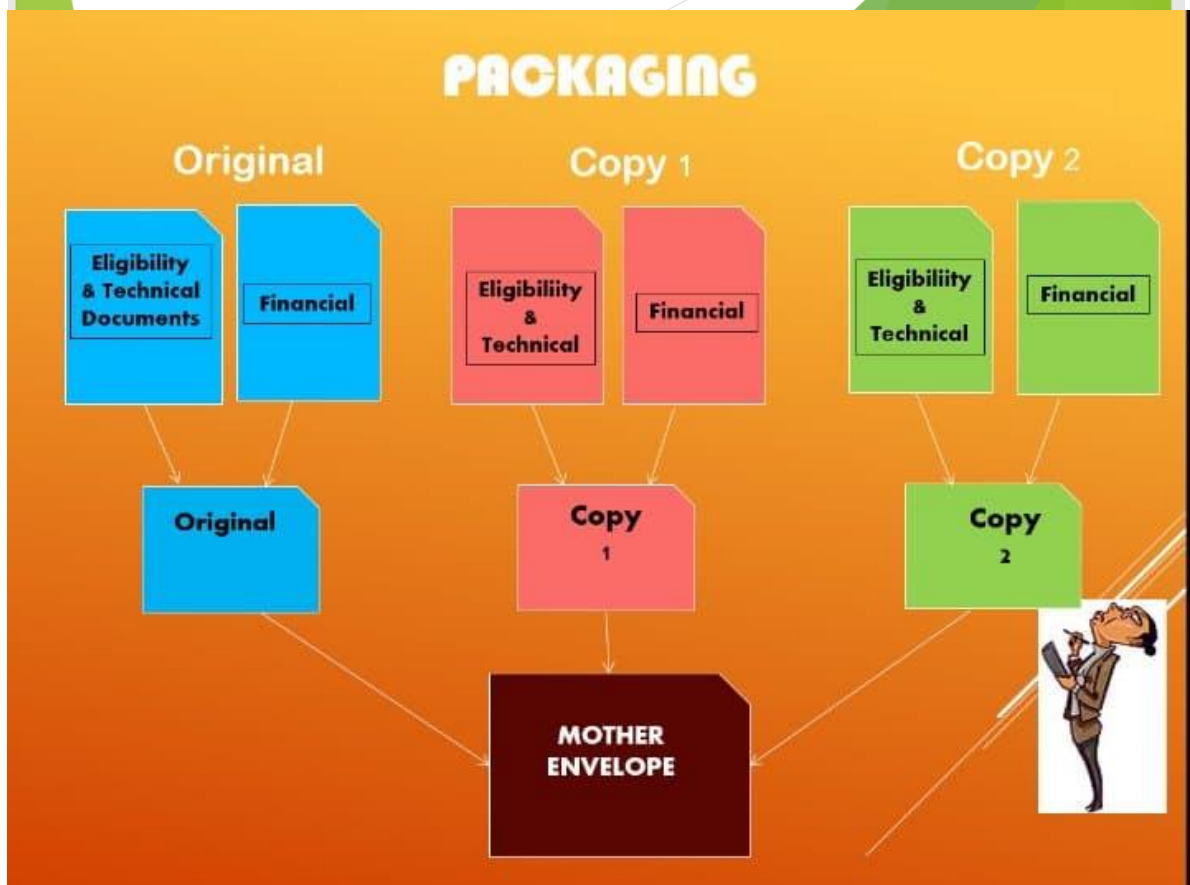 PACKAGING
Original
Copy 1
Copy 2
Eligibility
& Technical
Documents
Financial
Eligibiliity
&
Technical
Financial
Eligibiliity
&
Technical
Financial
Original
Copy
1
Copy
2
MOTHER
ENVELOPE